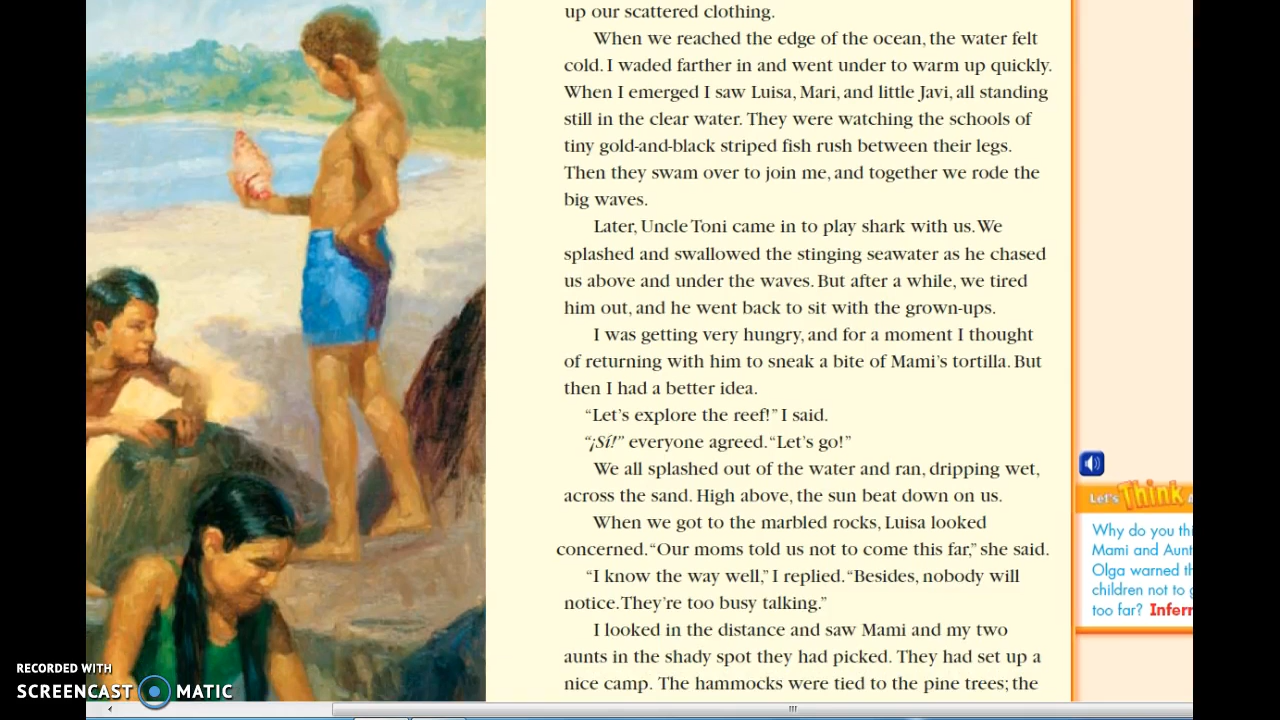 up our scattered clothing.
When we reached the edge of the ocean, the water felt
cold. I waded farther in and went under to warm up quickly.
When I emerged I saw Luisa, Mari, and little Javi, all standing
still in the clear water. They were watching the schools of
tiny gold-and-black striped fish rush between their legs.
Then they swam over to join me, and together we rode the
big waves.
Later, Uncle Toni came in to play shark with us. We
splashed and swallowed the stinging seawater as he chased
us above and under the waves. But after a while, we tired
him out, and he went back to sit with the grown-ups.
I was getting very hungry, and for a moment I thought
of returning with him to sneak a bite of Mami's tortilla. But
then I had a better idea.
“Let's explore the reef!” I said.
“¡Sí!” everyone agreed. “Let's go!”
We all splashed out of the water and ran, dripping wet,
across the sand. High above, the sun beat down on us.
When we got to the marbled rocks, Luisa looked
concerned. “Our moms told us not to come this far,” she said.
“I know the way well,” I replied. “Besides, nobody will
notice. They're too busy talking.”
I looked in the distance and saw Mami and my two
aunts in the shady spot they had picked. They had set up a
nice camp. The hammocks were tied to the pine trees; the
Let's Think
Why do you thi
Mami and Aunt
Olga warned th
children not to g
too far? Inferr
RECORDED WITH
SCREENCAST MATIC